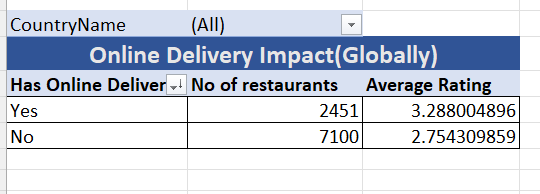 CountryName (All)
Online Delivery Impact(Globally)
Has Online Deliver No of restaurants Average Rating
Yes 2451 3.288004896
No 7100 2.754309859